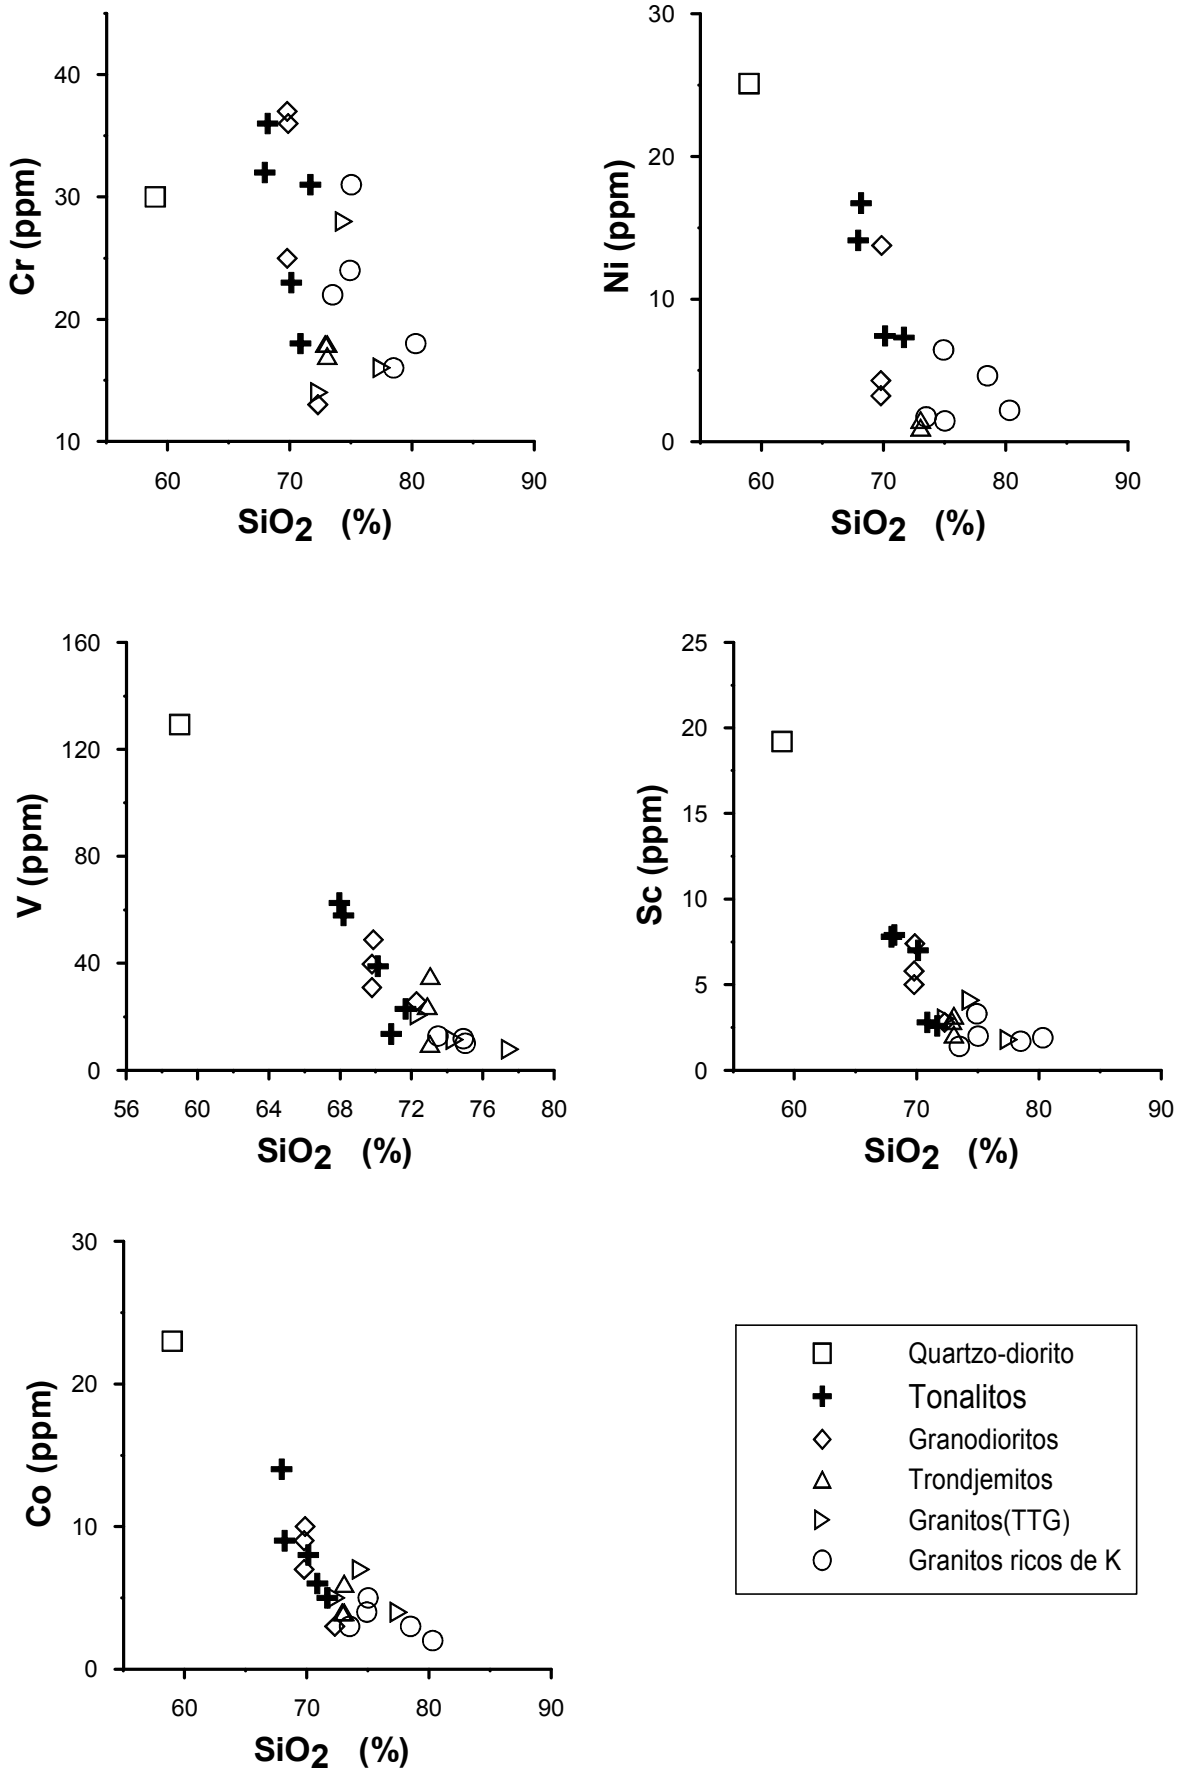 40
30
20
10
Cr (ppm)
60 70 80 90
SiO2 (%)
30
20
10
0
Ni (ppm)
60 70 80 90
SiO2 (%)
160
120
80
40
0
V (ppm)
56 60 64 68 72 76 80
SiO2 (%)
25
20
15
10
5
0
Sc (ppm)
60 70 80 90
SiO2 (%)
30
20
10
0
Co (ppm)
60 70 80 90
SiO2 (%)
Quartzo-diorito
Tonalitos
Granodioritos
Trondjemitos
Granitos(TTG)
Granitos ricos de K